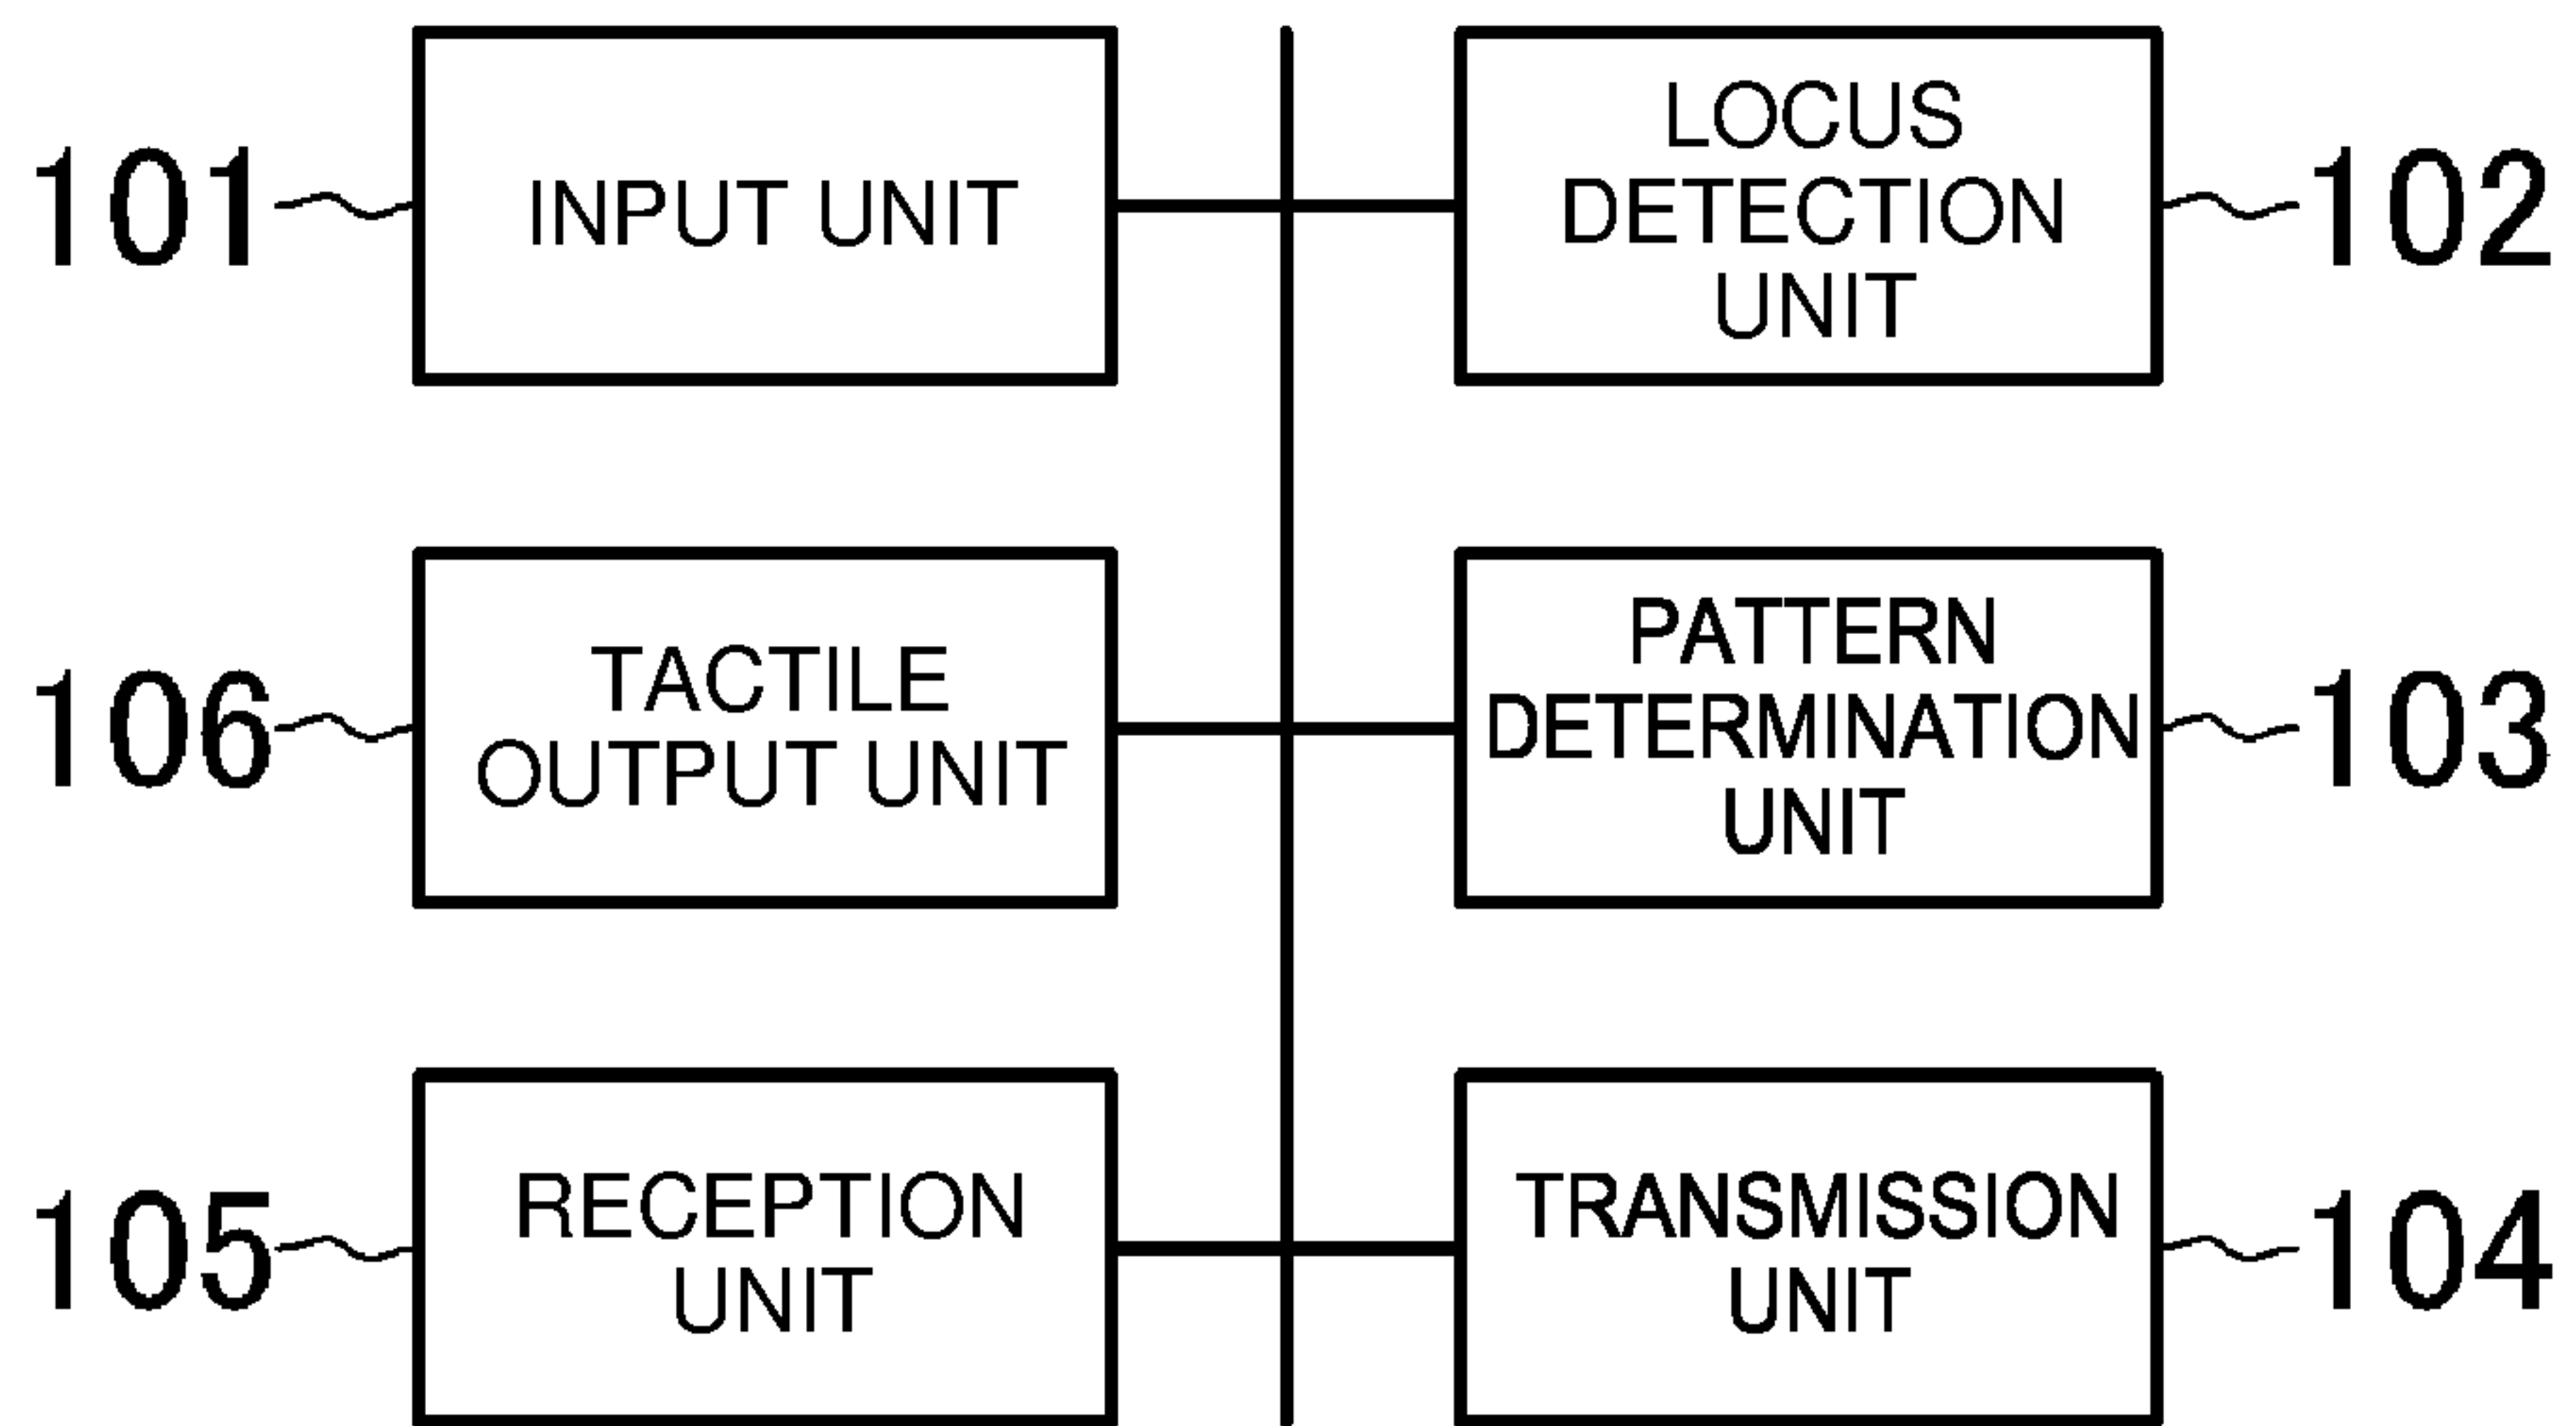 101
INPUT UNIT
LOCUS
DETECTION
UNIT
102
106
TACTILE
OUTPUT UNIT
PATTERN
DETERMINATION
UNIT
103
105
RECEPTION
UNIT
TRANSMISSION
UNIT
104